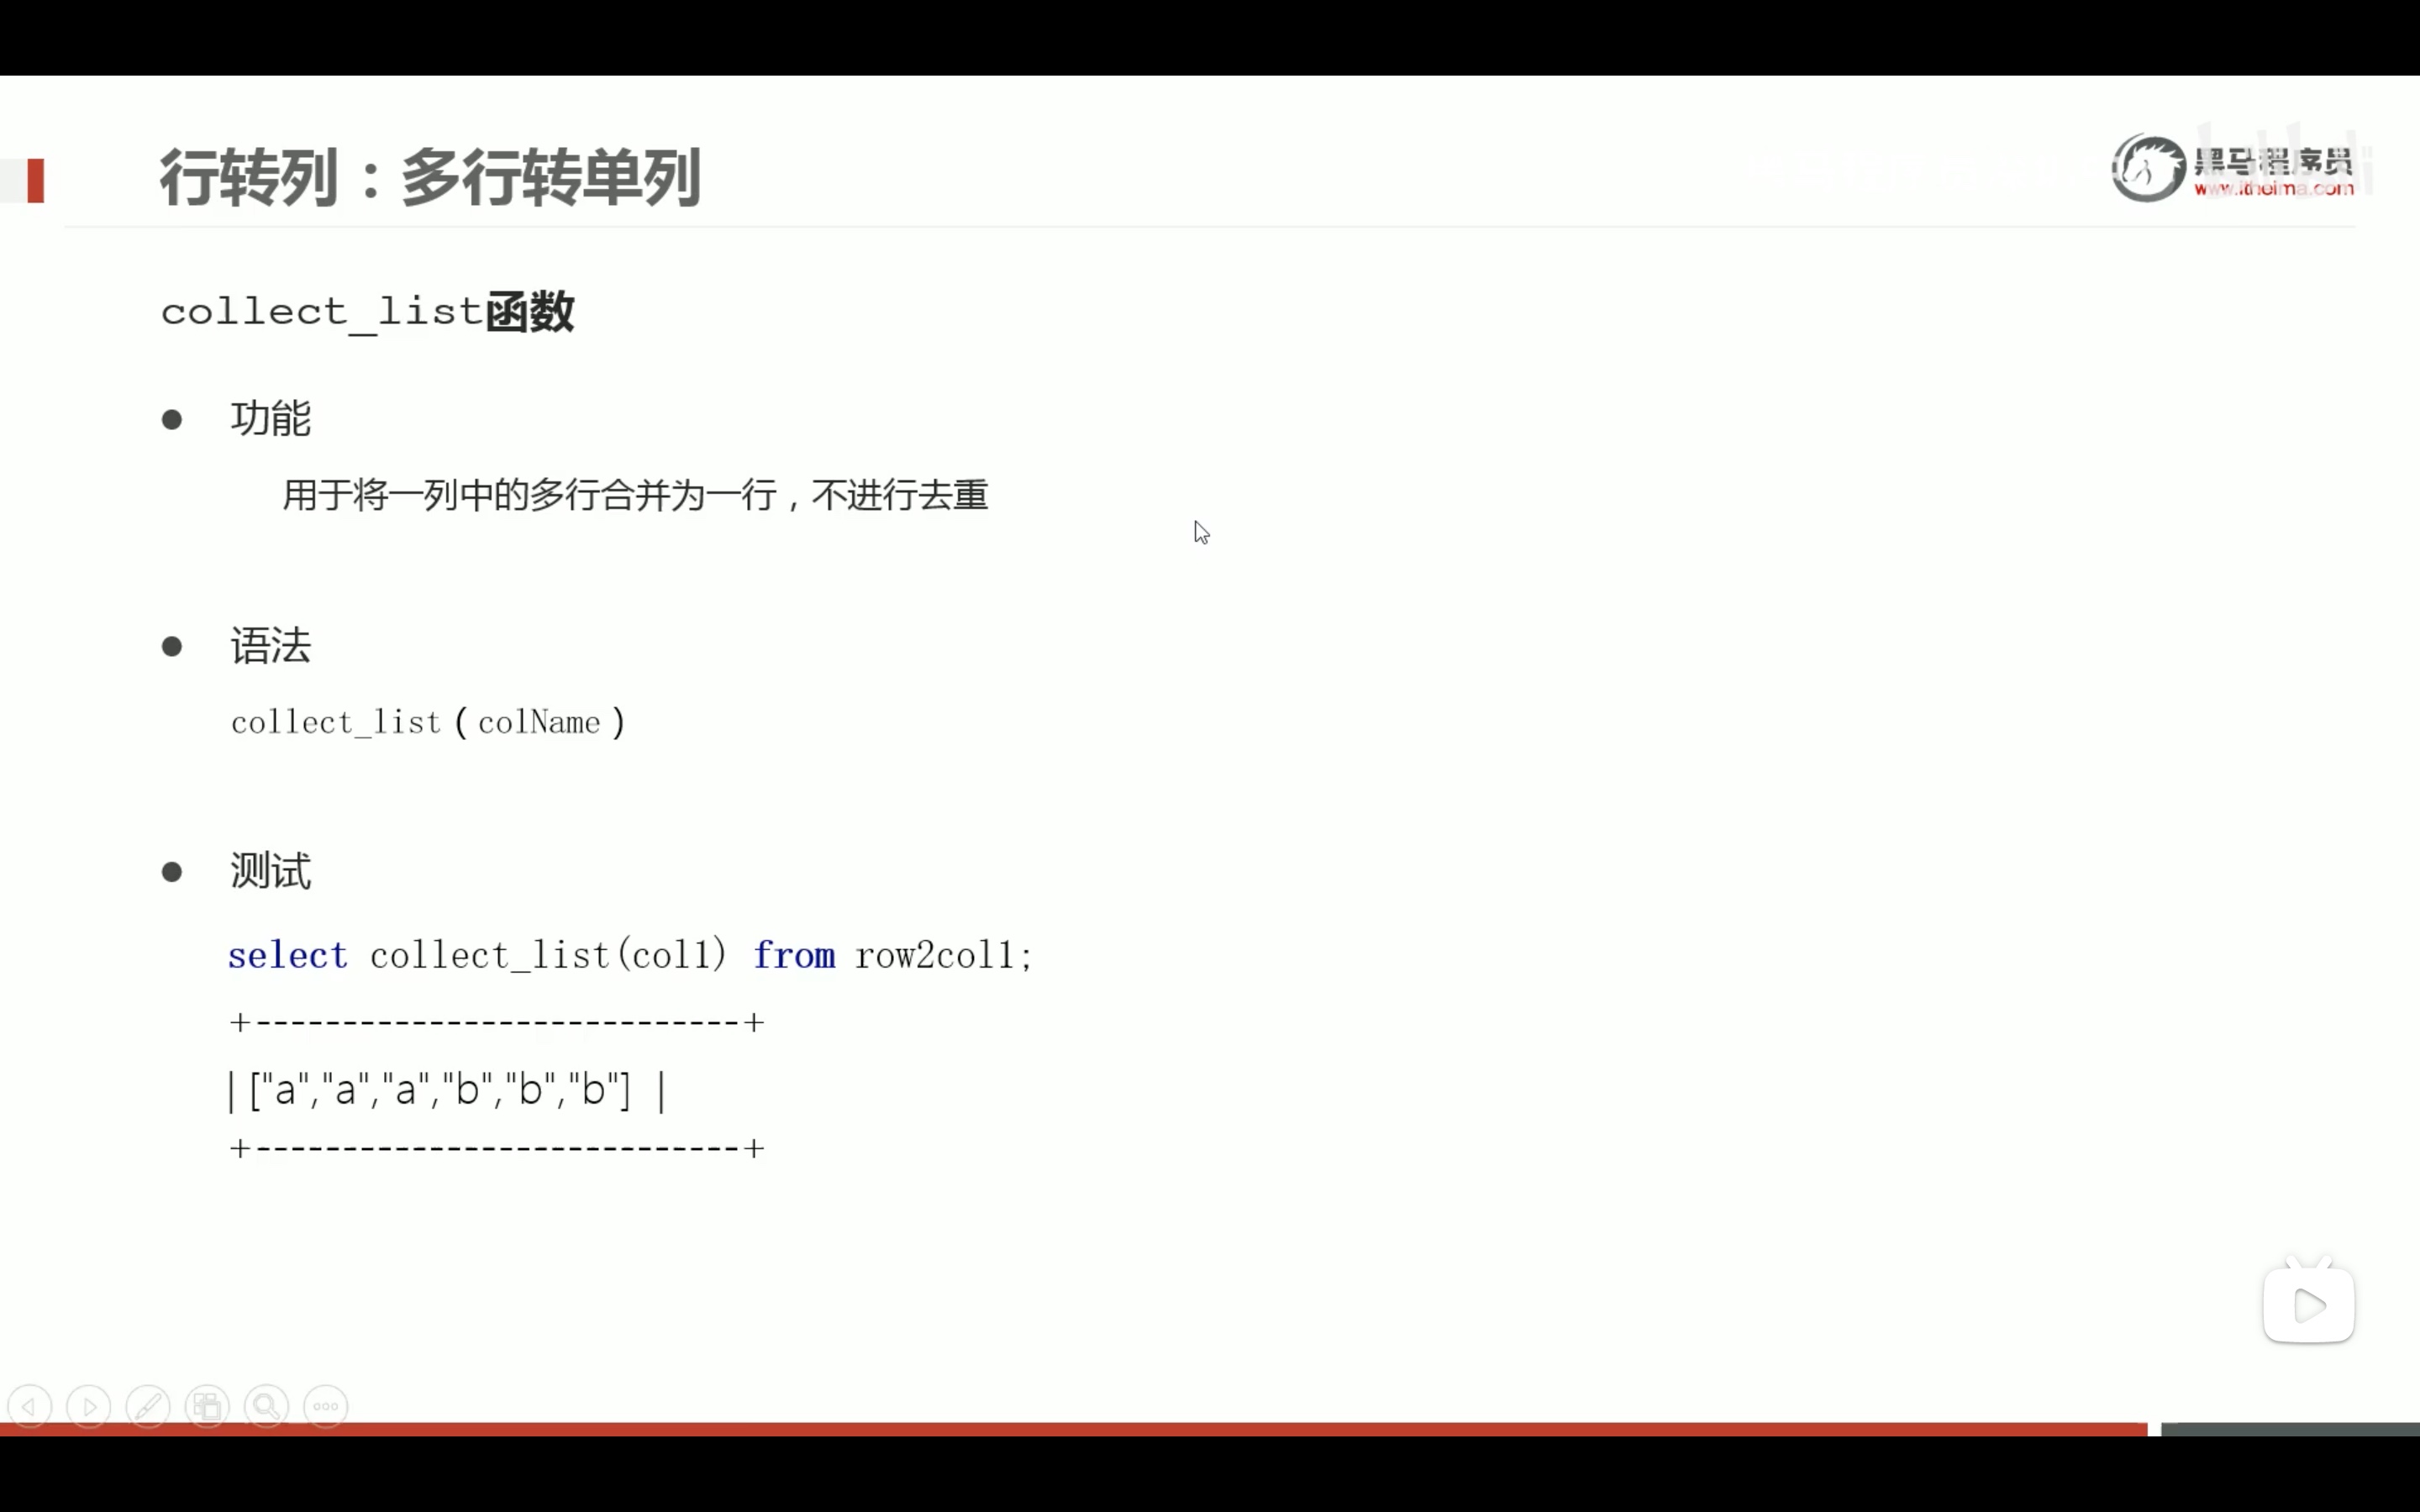 行转列：多行转单列
黑马程序员
www.itheima.com
collect_list函数
● 功能
用于将一列中的多行合并为一行，不进行去重
● 语法
collect_list（colName）
● 测试
select collect_list(col1) from row2col1;
+----------------------------+
|["a","a","a","b","b","b"] |
+----------------------------+